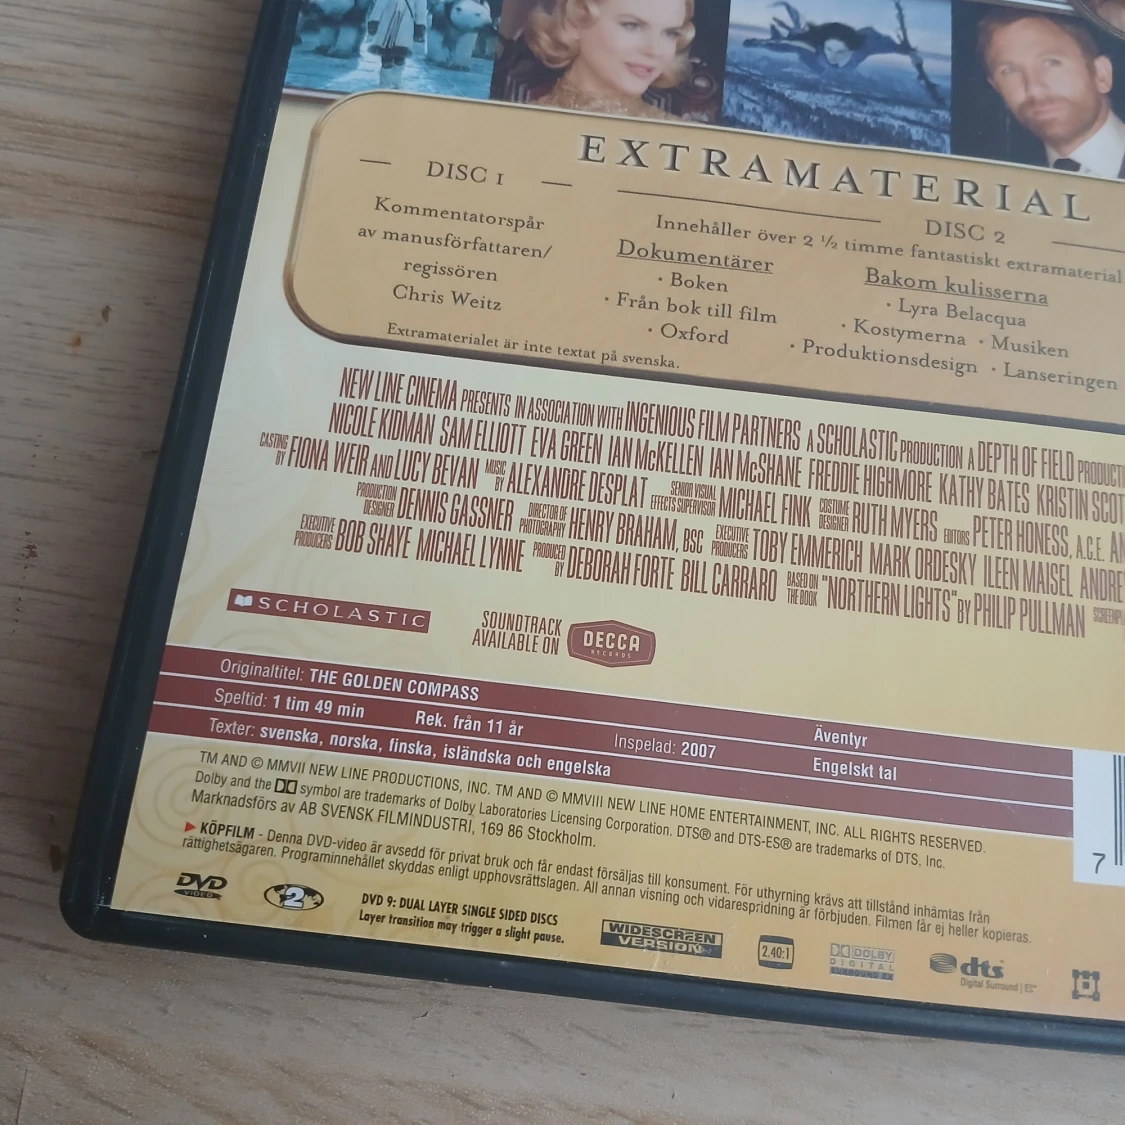 EXTRAMATERIAL
DISC 1
Kommentatorspår
av manusförfattaren/
regissören
Chris Weitz
Extramaterialet är inte textat på svenska.
DISC 2
Innehåller över 2 ½ timme fantastiskt extramaterial
Dokumentärer
· Boken
· Från bok till film
· Oxford
Bakom kulisserna
· Lyra Belacqua
· Kostymerna · Musiken
· Produktionsdesign · Lanseringen
NEW LINE CINEMA PRESENTS IN ASSOCIATION WITH INGENIOUS FILM PARTNERS A SCHOLASTIC PRODUCTION A DEPTH OF FIELD
NICOLE KIDMAN SAM ELLIOTT EVA GREEN IAN McKELLEN IAN McSHANE FREDDIE HIGHMORE KATHY BATES KRISTIN
CASTING BY FIONA WEIR AND LUCY BEVAN MUSIC BY ALEXANDRE DESPLAT SENIOR VISUAL EFFECTS SUPERVISOR MICHAEL FINK COSTUME DESIGNER RUTH MYERS EDITORS PETER HONESS, A.C.E.
PRODUCTION DESIGNER DENNIS GASSNER DIRECTOR OF PHOTOGRAPHY HENRY BRAHAM, BSC EXECUTIVE PRODUCERS TOBY EMMERICH MARK ORDESKY ILEEN MAISEL
EXECUTIVE PRODUCERS BOB SHAYE MICHAEL LYNNE PRODUCED BY DEBORAH FORTE BILL CARRARO BASED ON THE BOOK "NORTHERN LIGHTS" BY PHILIP PULLMAN
SCHOLASTIC
SOUNDTRACK
AVAILABLE ON
DECCA
RECORDS
Originaltitel: THE GOLDEN COMPASS
Speltid: 1 tim 49 min Rek. från 11 år Inspelad: 2007 Äventyr
Texter: svenska, norska, finska, isländska och engelska Engelskt tal
TM AND © MMVII NEW LINE PRODUCTIONS, INC. TM AND © MMVIII NEW LINE HOME ENTERTAINMENT, INC. ALL RIGHTS RESERVED.
Dolby and the DD symbol are trademarks of Dolby Laboratories Licensing Corporation. DTS® and DTS-ES® are trademarks of DTS, Inc.
Marknadsförs av AB SVENSK FILMINDUSTRI, 169 86 Stockholm.
► KÖPFILM - Denna DVD-video är avsedd för privat bruk och får endast försäljas till konsument. För uthyrning krävs att tillstånd inhämtas från
rättighetsägaren. Programinnehållet skyddas enligt upphovsrättslagen. All annan visning och vidarespridning är förbjuden. Filmen får ej heller kopieras.
DVD
VIDEO
2
DVD 9: DUAL LAYER SINGLE SIDED DISCS
Layer transition may trigger a slight pause.
WIDESCREEN
VERSION
2.40:1
DOLBY
DIGITAL
SURROUND EX
dts
Digital Surround | ES
7